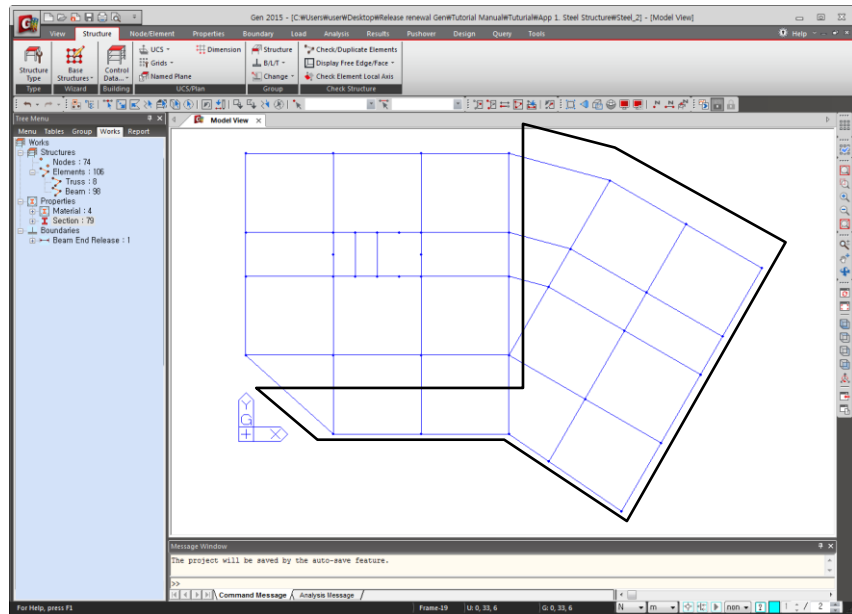 Gen 2015 - [C:₩Users₩user₩Desktop₩Release renewal Gen₩Tutorial Manual₩Tuturial₩App 1. Steel Structure₩Steel_2] - [Model View]
View Structure Node/Element Properties Boundary Load Analysis Results Pushover Design Query Tools Help
Structure Type
Base Structures
Control Data...
UCS
Grids
Named Plane
Dimension
Structure
B/L/T
Change
Check/Duplicate Elements
Display Free Edge/Face
Check Element Local Axis
Type Wizard Building UCS/Plan Group Check Structure
Tree Menu
Menu Tables Group Works Report
Works
Structures
Nodes : 74
Elements : 106
Truss : 8
Beam : 98
Properties
Material : 4
Section : 79
Boundaries
Beam End Release : 1
Model View
Y
G
X
Message Window
The project will be saved by the auto-save feature.
>>
Command Message Analysis Message
For Help, press F1 Frame-19 U: 0, 33, 6 G: 0, 33, 6 N m non 1 / 2